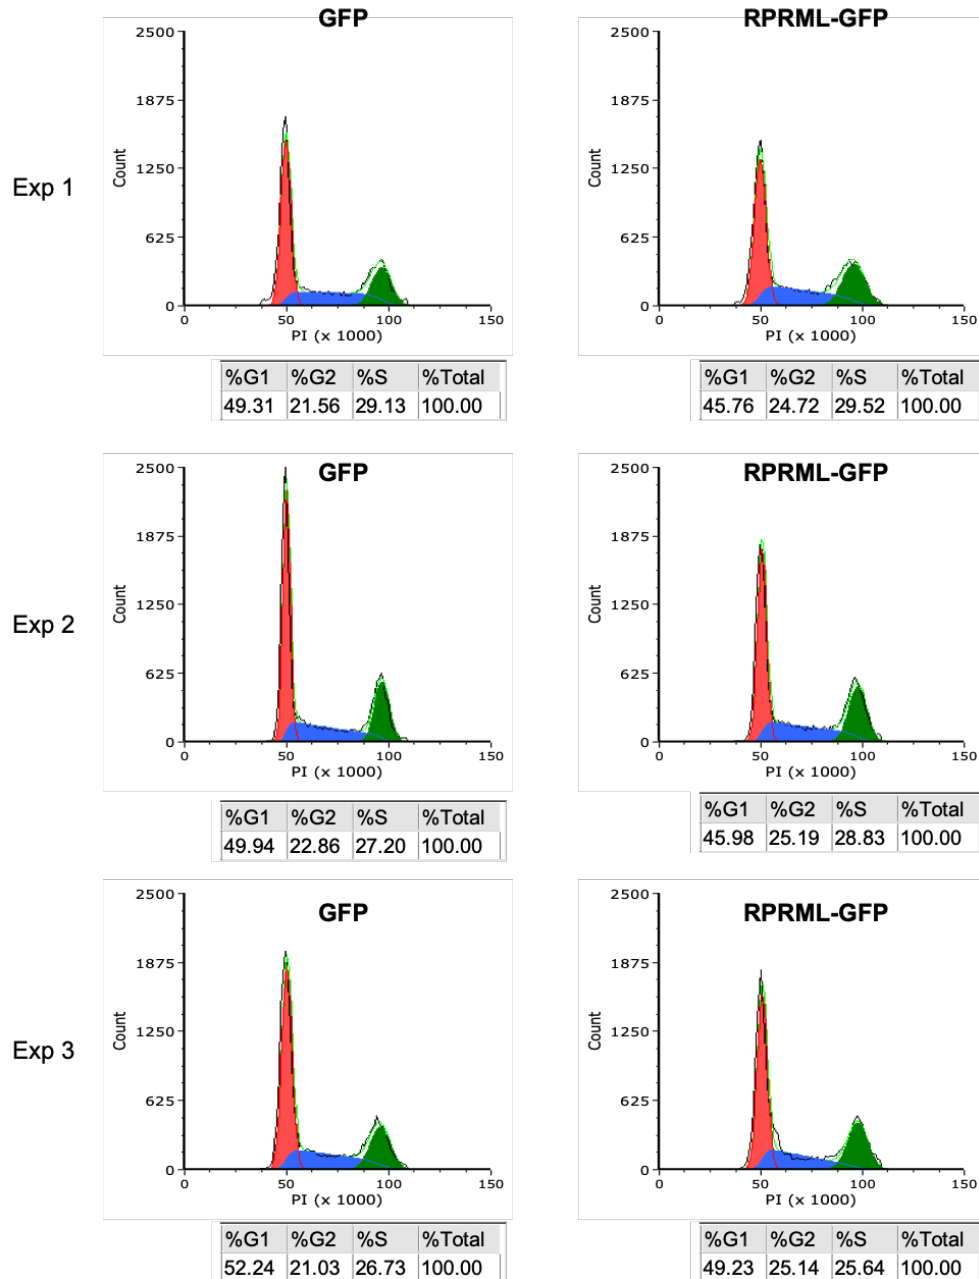 GFP
RPRML-GFP
Exp 1
2500
1875
1250
625
0
Count
0 50 100 150
PI (x 1000)
2500
1875
1250
625
0
Count
0 50 100 150
PI (x 1000)
%G1 %G2 %S %Total
49.31 21.56 29.13 100.00
%G1 %G2 %S %Total
45.76 24.72 29.52 100.00
GFP
RPRML-GFP
Exp 2
2500
1875
1250
625
0
Count
0 50 100 150
PI (x 1000)
2500
1875
1250
625
0
Count
0 50 100 150
PI (x 1000)
%G1 %G2 %S %Total
49.94 22.86 27.20 100.00
%G1 %G2 %S %Total
45.98 25.19 28.83 100.00
GFP
RPRML-GFP
Exp 3
2500
1875
1250
625
0
Count
0 50 100 150
PI (x 1000)
2500
1875
1250
625
0
Count
0 50 100 150
PI (x 1000)
%G1 %G2 %S %Total
52.24 21.03 26.73 100.00
%G1 %G2 %S %Total
49.23 25.14 25.64 100.00